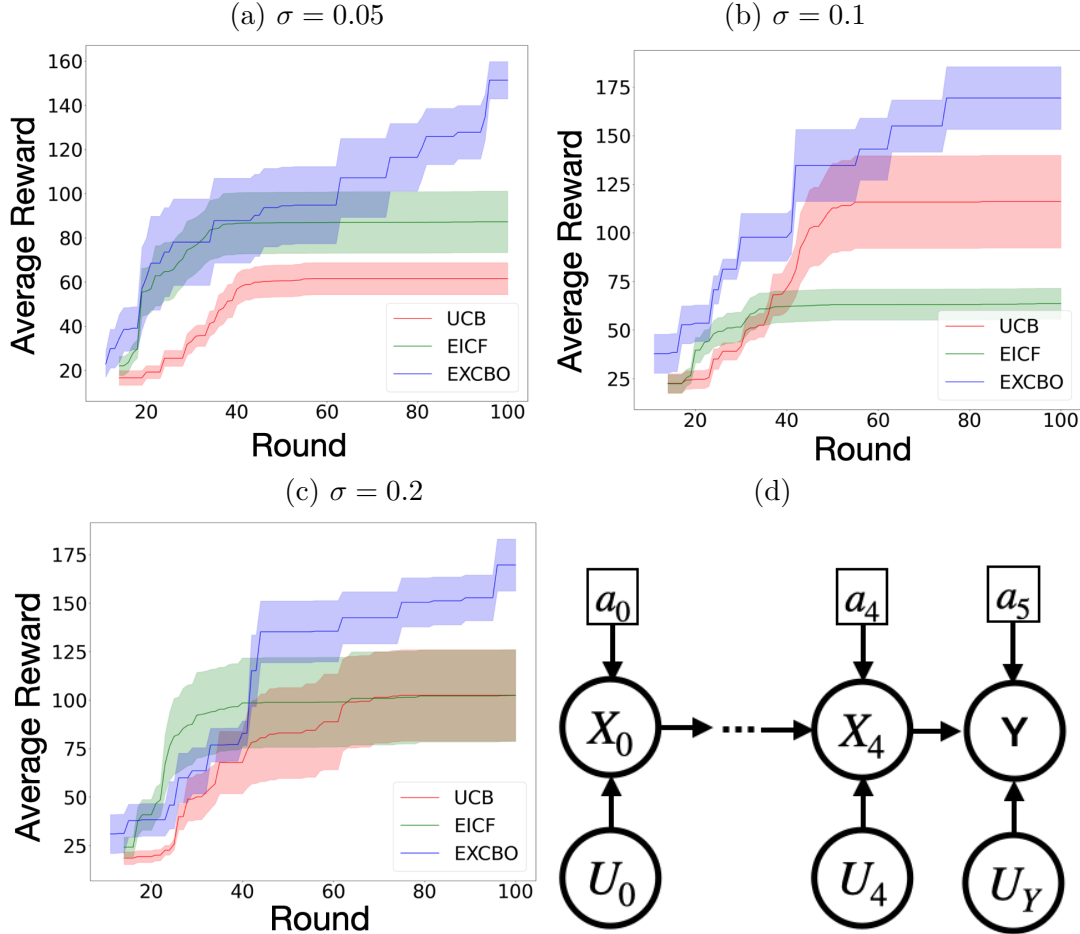 (a) σ = 0.05
160
140
120
100
80
60
40
20
Average Reward
UCB
EICF
EXCBO
20 40 60 80 100
Round
(b) σ = 0.1
175
150
125
100
75
50
25
Average Reward
UCB
EICF
EXCBO
20 40 60 80 100
Round
(c) σ = 0.2
175
150
125
100
75
50
25
Average Reward
UCB
EICF
EXCBO
20 40 60 80 100
Round
(d)
a₀ a₄ a₅
X₀ ... X₄ Y
U₀ U₄ U_Y